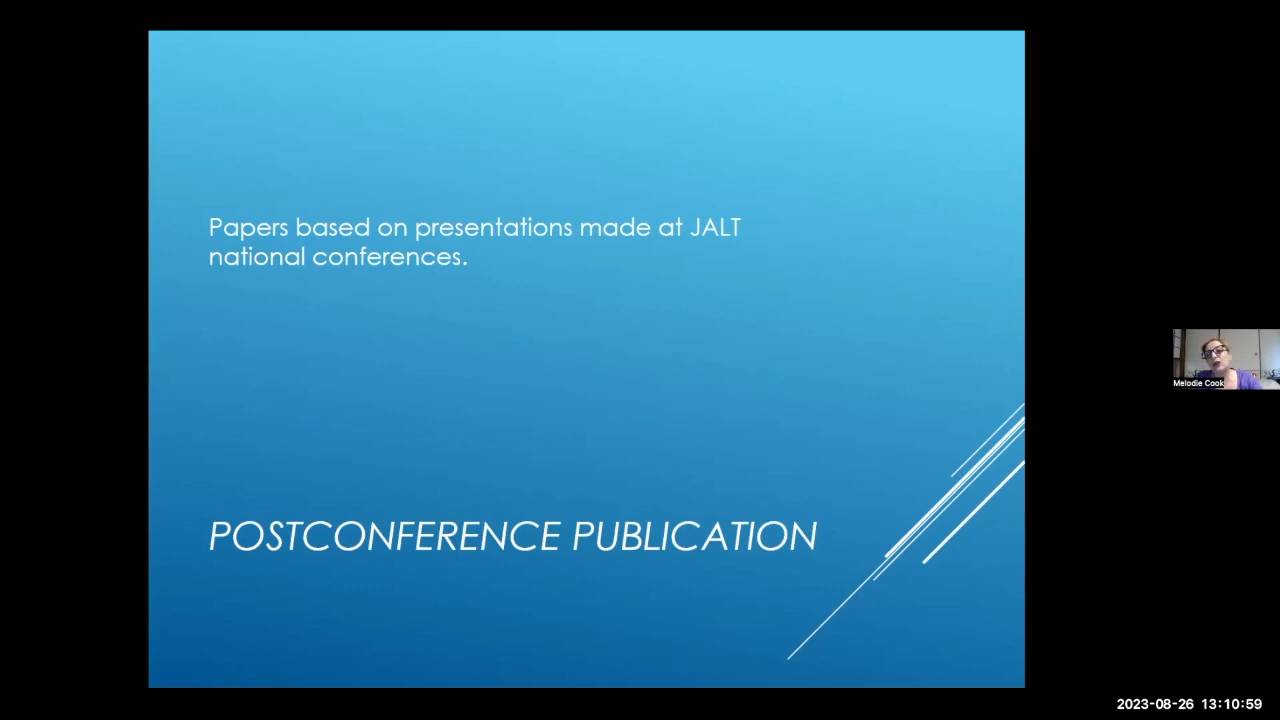 Papers based on presentations made at JALT
national conferences.
POSTCONFERENCE PUBLICATION
Melodie Cook
2023-08-26 13:10:59